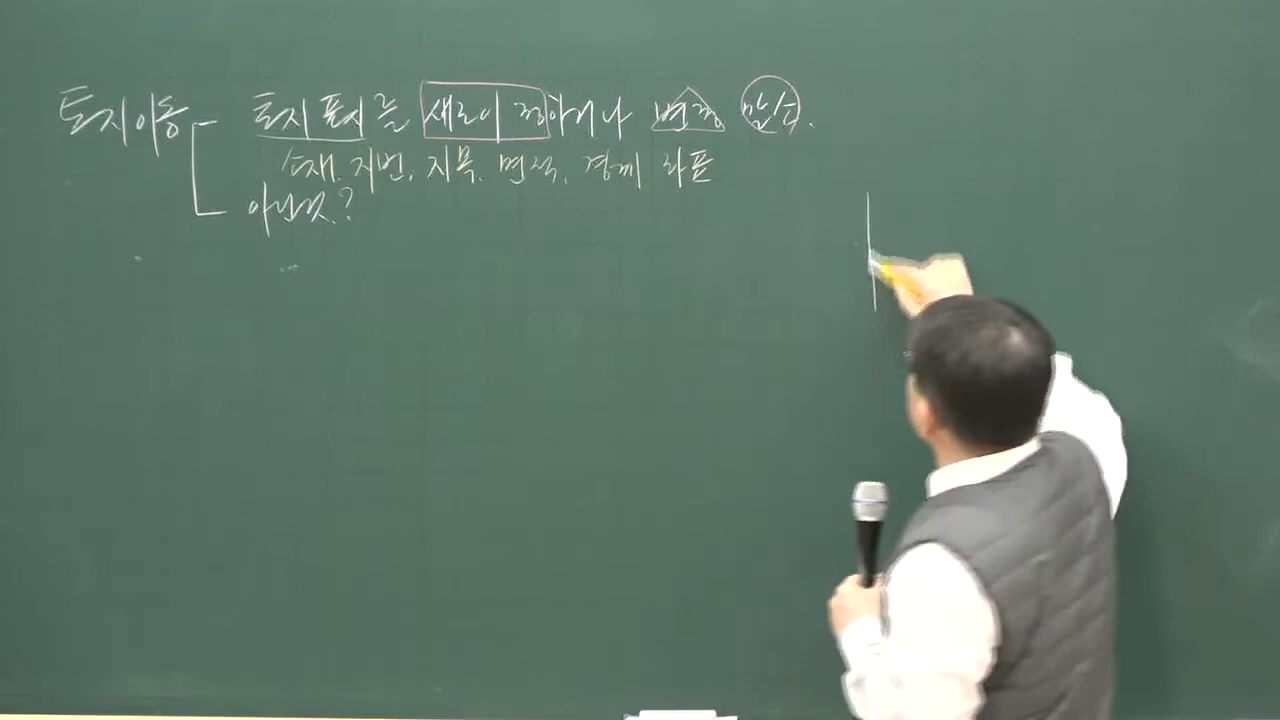 토지이동 토지 표시를 새로이 정하거나 변경 말소.
소재. 지번. 지목. 면적. 경계 좌표
아닌것.?